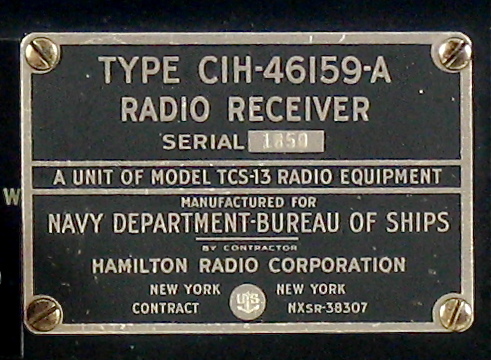 TYPE CIH-46159-A
RADIO RECEIVER
SERIAL 1850
A UNIT OF MODEL TCS-13 RADIO EQUIPMENT
MANUFACTURED FOR
NAVY DEPARTMENT-BUREAU OF SHIPS
BY CONTRACTOR
HAMILTON RADIO CORPORATION
NEW YORK US NEW YORK
CONTRACT NXSR-38307
W